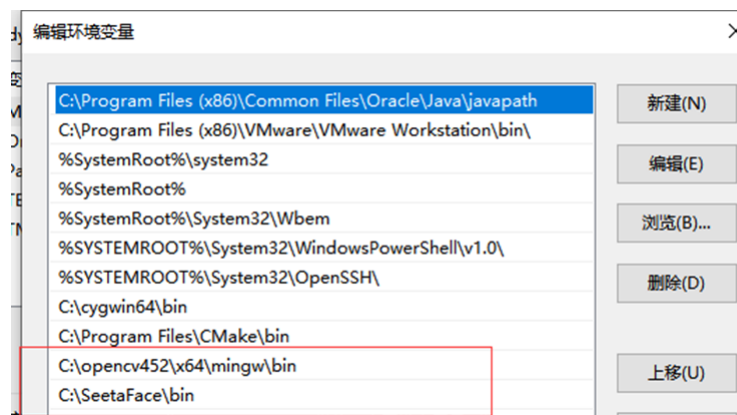 编辑环境变量
C:\Program Files (x86)\Common Files\Oracle\Java\javapath
C:\Program Files (x86)\VMware\VMware Workstation\bin\
%SystemRoot%\system32
%SystemRoot%
%SystemRoot%\System32\Wbem
%SYSTEMROOT%\System32\WindowsPowerShell\v1.0\
%SYSTEMROOT%\System32\OpenSSH\
C:\cygwin64\bin
C:\Program Files\CMake\bin
C:\opencv452\x64\mingw\bin
C:\SeetaFace\bin
新建(N)
编辑(E)
浏览(B)...
删除(D)
上移(U)